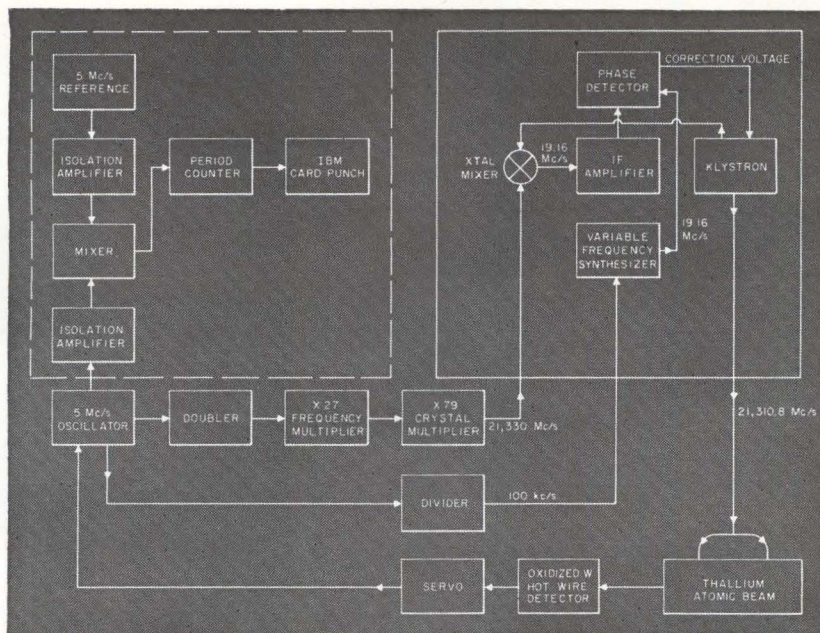 5 Mc/s
REFERENCE
ISOLATION
AMPLIFIER
PERIOD
COUNTER
IBM
CARD PUNCH
MIXER
ISOLATION
AMPLIFIER
5 Mc/s
OSCILLATOR
DOUBLER
X 27
FREQUENCY
MULTIPLIER
X 79
CRYSTAL
MULTIPLIER
21,330 Mc/s
PHASE
DETECTOR
CORRECTION VOLTAGE
XTAL
MIXER
19.16
Mc/s
IF
AMPLIFIER
KLYSTRON
VARIABLE
FREQUENCY
SYNTHESIZER
19.16
Mc/s
21,310.8 Mc/s
DIVIDER
100 kc/s
SERVO
OXIDIZED W
HOT WIRE
DETECTOR
THALLIUM
ATOMIC BEAM